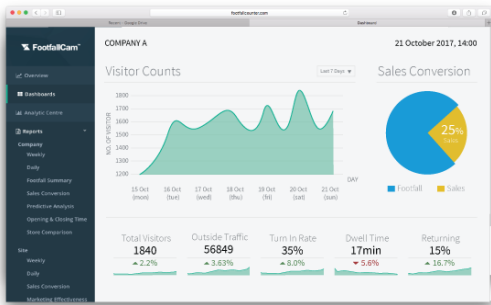 footfallcounter.com
Dashboard
FootfallCam™
COMPANY A
21 October 2017, 14:00
Overview
Dashboards
Analytic Centre
Reports
Company
Weekly
Daily
Footfall Summary
Sales Conversion
Predictive Analysis
Opening & Closing Time
Store Comparison
Site
Weekly
Daily
Sales Conversion
Marketing Effectiveness
Visitor Counts
Last 7 Days
NO. OF VISITOR
1800
1700
1600
1500
1400
1300
1200
15 Oct (mon)
16 Oct (tue)
17 Oct (wed)
18 Oct (thu)
19 Oct (fri)
20 Oct (sat)
21 Oct (sun)
DAY
Sales Conversion
25%
Sales
Footfall
Sales
Total Visitors
1840
2.2%
Outside Traffic
56849
3.63%
Turn In Rate
35%
8.0%
Dwell Time
17min
5.6%
Returning
15%
16.7%